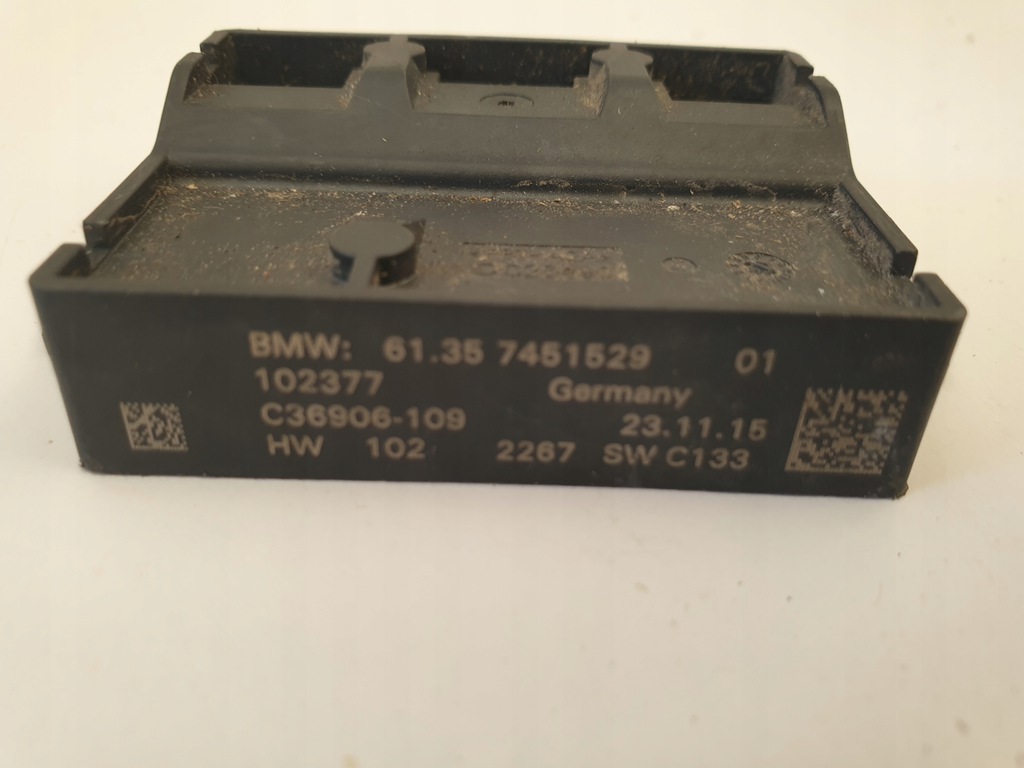 BMW: 61.35 7451529 01
102377 Germany
C36906-109 23.11.15
HW 102 2267 SW C133